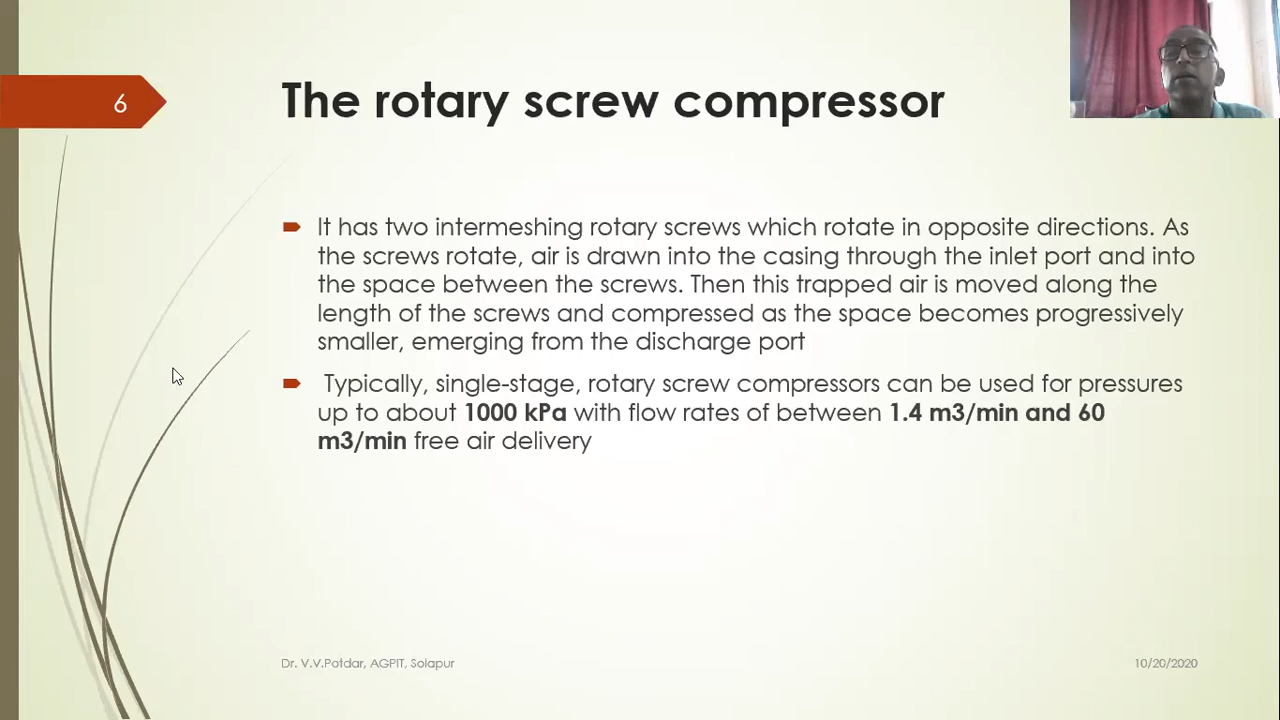 6
The rotary screw compressor
It has two intermeshing rotary screws which rotate in opposite directions. As
the screws rotate, air is drawn into the casing through the inlet port and into
the space between the screws. Then this trapped air is moved along the
length of the screws and compressed as the space becomes progressively
smaller, emerging from the discharge port
Typically, single-stage, rotary screw compressors can be used for pressures
up to about 1000 kPa with flow rates of between 1.4 m3/min and 60
m3/min free air delivery
Dr. V.V.Potdar, AGPIT, Solapur
10/20/2020